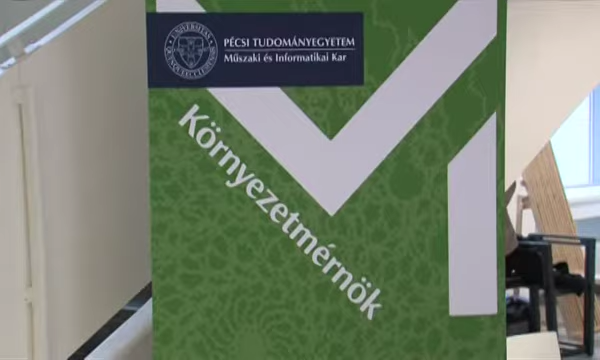 PÉCSI TUDOMÁNYEGYETEM
Műszaki és Informatikai Kar
Környezetmérnök